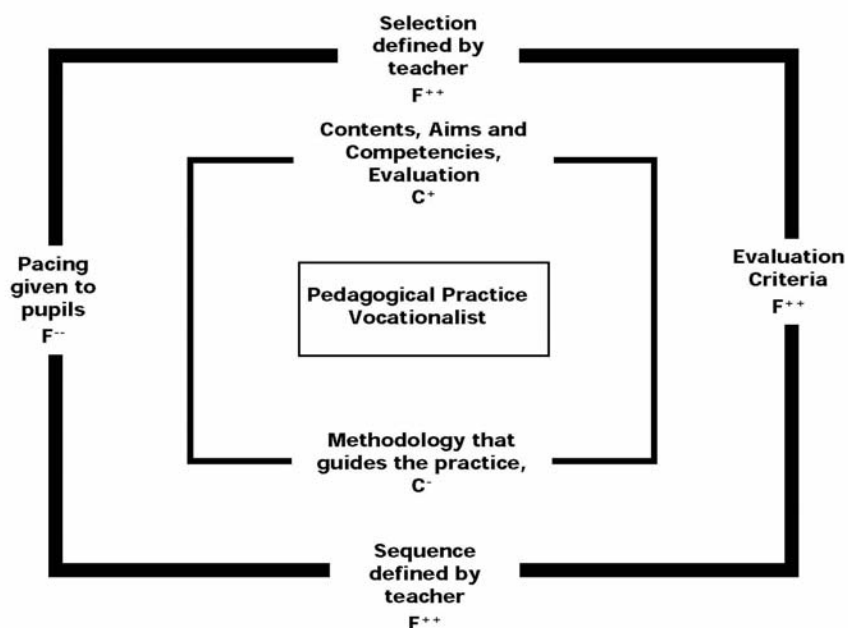 Selection
defined by
teacher
F⁺⁺
Contents, Aims and
Competencies,
Evaluation
C⁺
Pacing
given to
pupils
F⁻⁻
Pedagogical Practice
Vocationalist
Evaluation
Criteria
F⁺⁺
Methodology that
guides the practice,
C⁻
Sequence
defined by
teacher
F⁺⁺